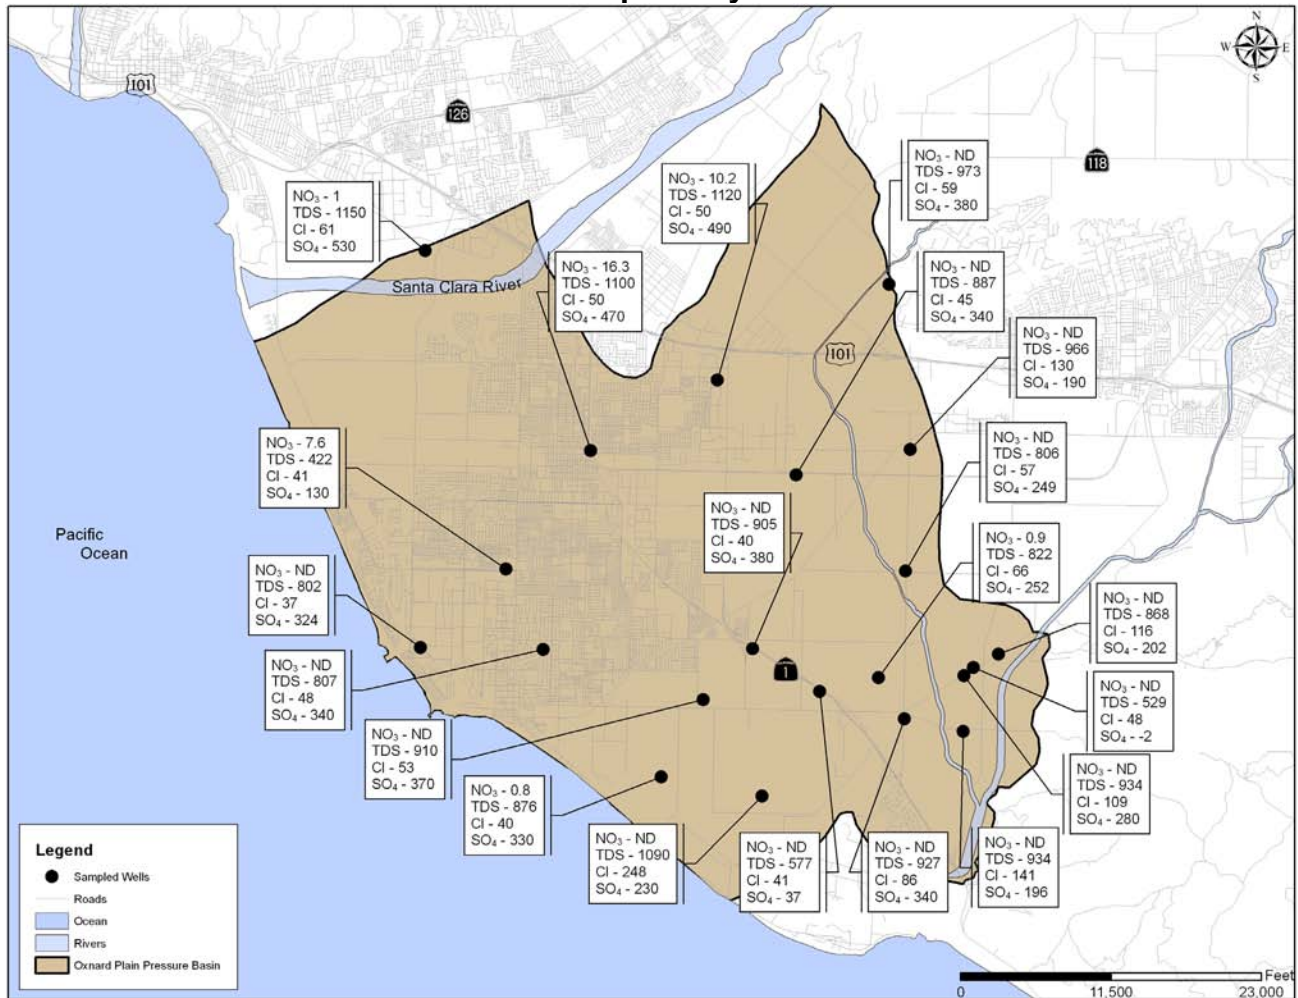 N
W
E
S
101
126
118
NO₃ - ND
TDS - 973
Cl - 59
SO₄ - 380
NO₃ - 10.2
TDS - 1120
Cl - 50
SO₄ - 490
NO₃ - 1
TDS - 1150
Cl - 61
SO₄ - 530
NO₃ - 16.3
TDS - 1100
Cl - 50
SO₄ - 470
NO₃ - ND
TDS - 887
Cl - 45
SO₄ - 340
Santa Clara River
NO₃ - ND
TDS - 966
Cl - 130
SO₄ - 190
101
NO₃ - 7.6
TDS - 422
Cl - 41
SO₄ - 130
NO₃ - ND
TDS - 806
Cl - 57
SO₄ - 249
NO₃ - ND
TDS - 905
Cl - 40
SO₄ - 380
Pacific
Ocean
NO₃ - 0.9
TDS - 822
Cl - 66
SO₄ - 252
NO₃ - ND
TDS - 802
Cl - 37
SO₄ - 324
NO₃ - ND
TDS - 868
Cl - 116
SO₄ - 202
NO₃ - ND
TDS - 807
Cl - 48
SO₄ - 340
1
NO₃ - ND
TDS - 529
Cl - 48
SO₄ - -2
NO₃ - ND
TDS - 910
Cl - 53
SO₄ - 370
NO₃ - ND
TDS - 934
Cl - 109
SO₄ - 280
NO₃ - 0.8
TDS - 876
Cl - 40
SO₄ - 330
NO₃ - ND
TDS - 1090
Cl - 248
SO₄ - 230
NO₃ - ND
TDS - 577
Cl - 41
SO₄ - 37
NO₃ - ND
TDS - 927
Cl - 86
SO₄ - 340
NO₃ - ND
TDS - 934
Cl - 141
SO₄ - 196
Legend
Sampled Wells
Roads
Ocean
Rivers
Oxnard Plain Pressure Basin
Feet
0 11,500 23,000